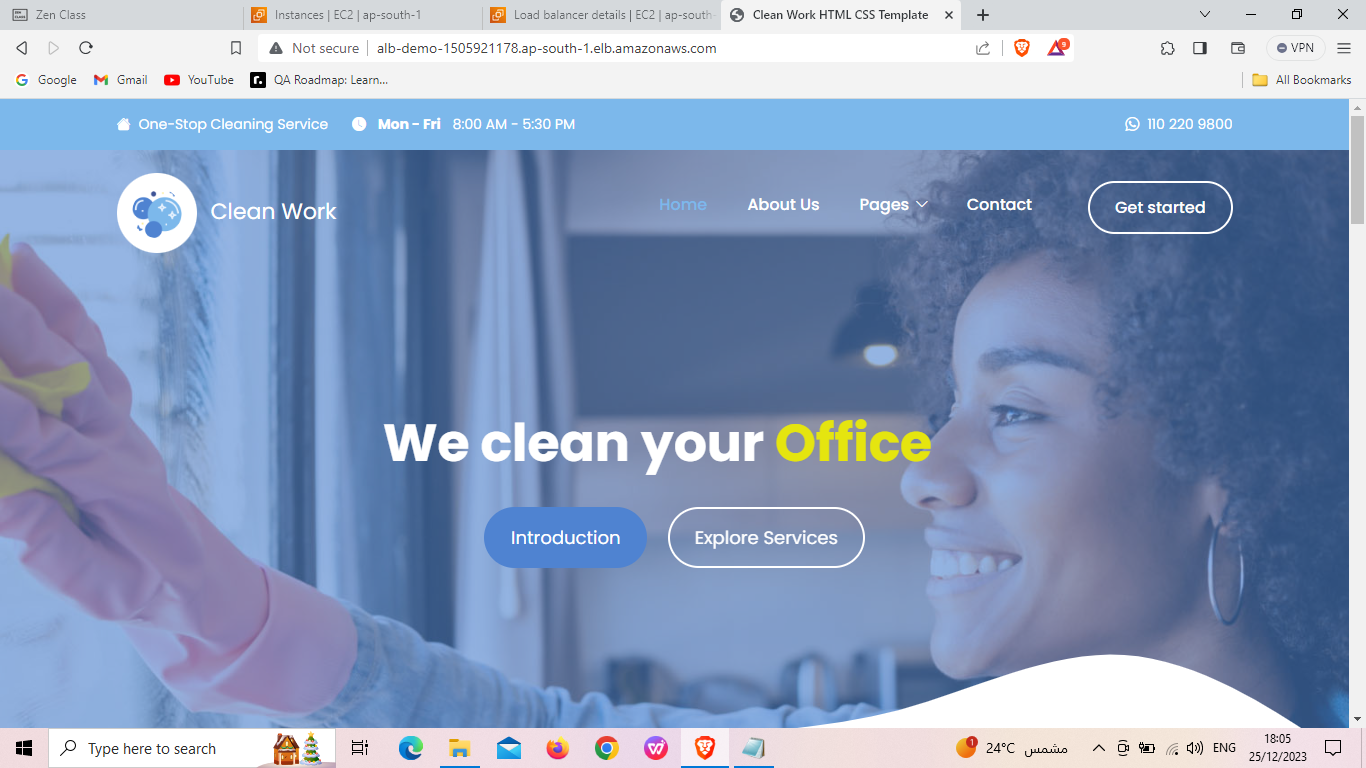 Zen Class
Instances | EC2 | ap-south-1
Load balancer details | EC2 | ap-south-
Clean Work HTML CSS Template
Not secure
alb-demo-1505921178.ap-south-1.elb.amazonaws.com
9
VPN
Google
Gmail
YouTube
r.
QA Roadmap: Learn...
All Bookmarks
One-Stop Cleaning Service
Mon - Fri 8:00 AM - 5:30 PM
110 220 9800
Clean Work
Home
About Us
Pages
Contact
Get started
We clean your Office
Introduction
Explore Services
Type here to search
1
24°C مشمس
ENG
18:05
25/12/2023